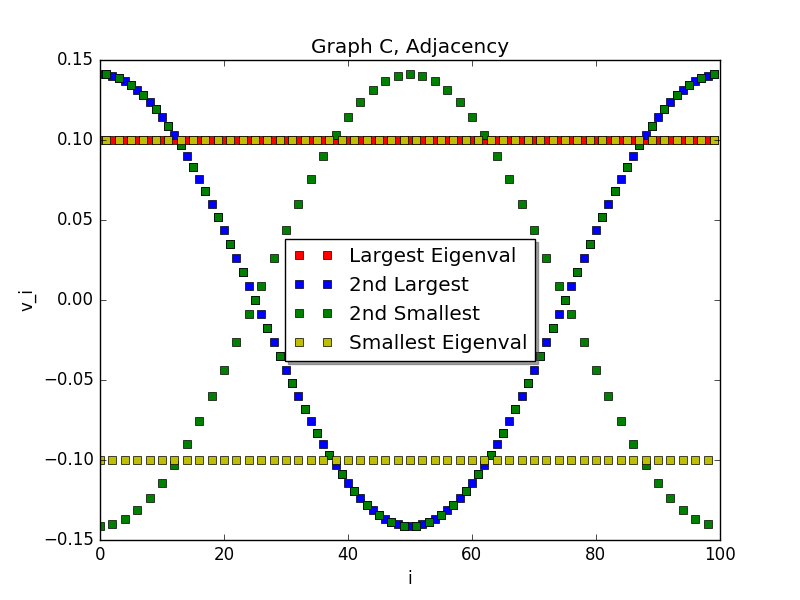 Graph C, Adjacency
0.15
0.10
0.05
0.00
−0.05
−0.10
−0.15
v_i
Largest Eigenval
2nd Largest
2nd Smallest
Smallest Eigenval
0 20 40 60 80 100
i